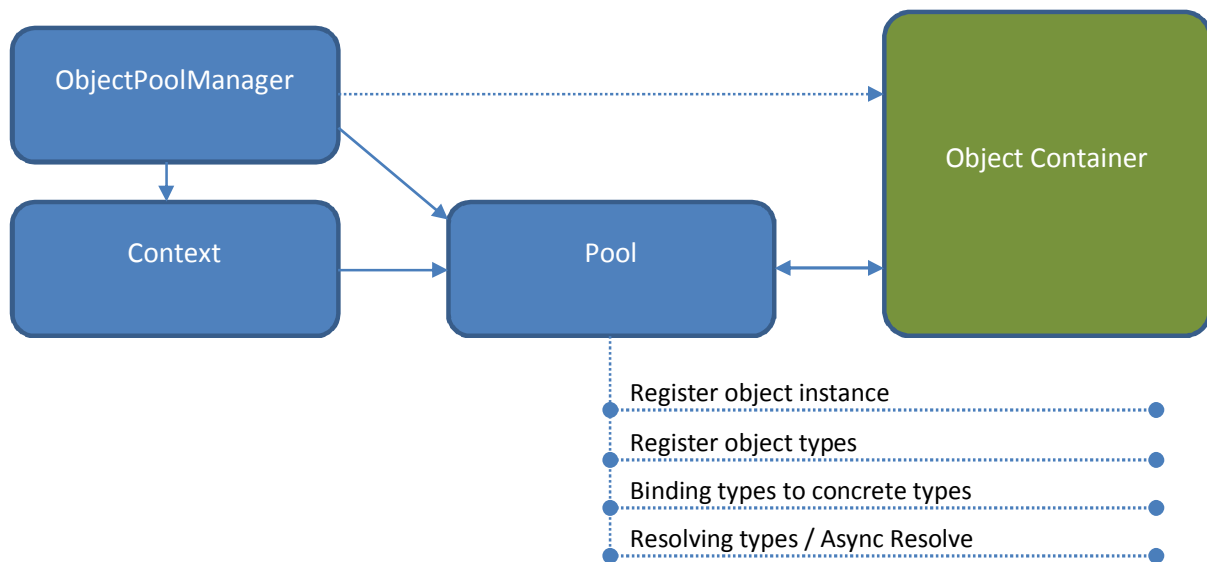 ObjectPoolManager
Object Container
Context
Pool
Register object instance
Register object types
Binding types to concrete types
Resolving types / Async Resolve